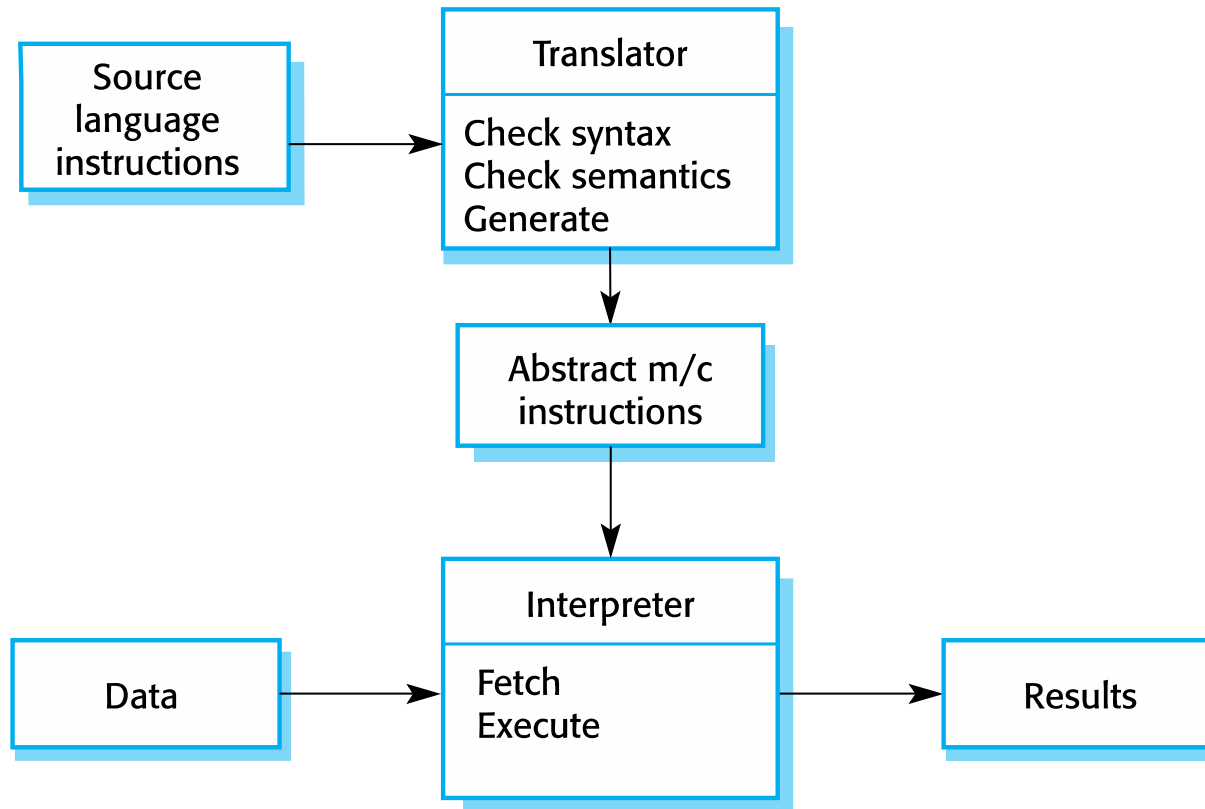 Source
language
instructions
Translator
Check syntax
Check semantics
Generate
Abstract m/c
instructions
Data
Interpreter
Fetch
Execute
Results